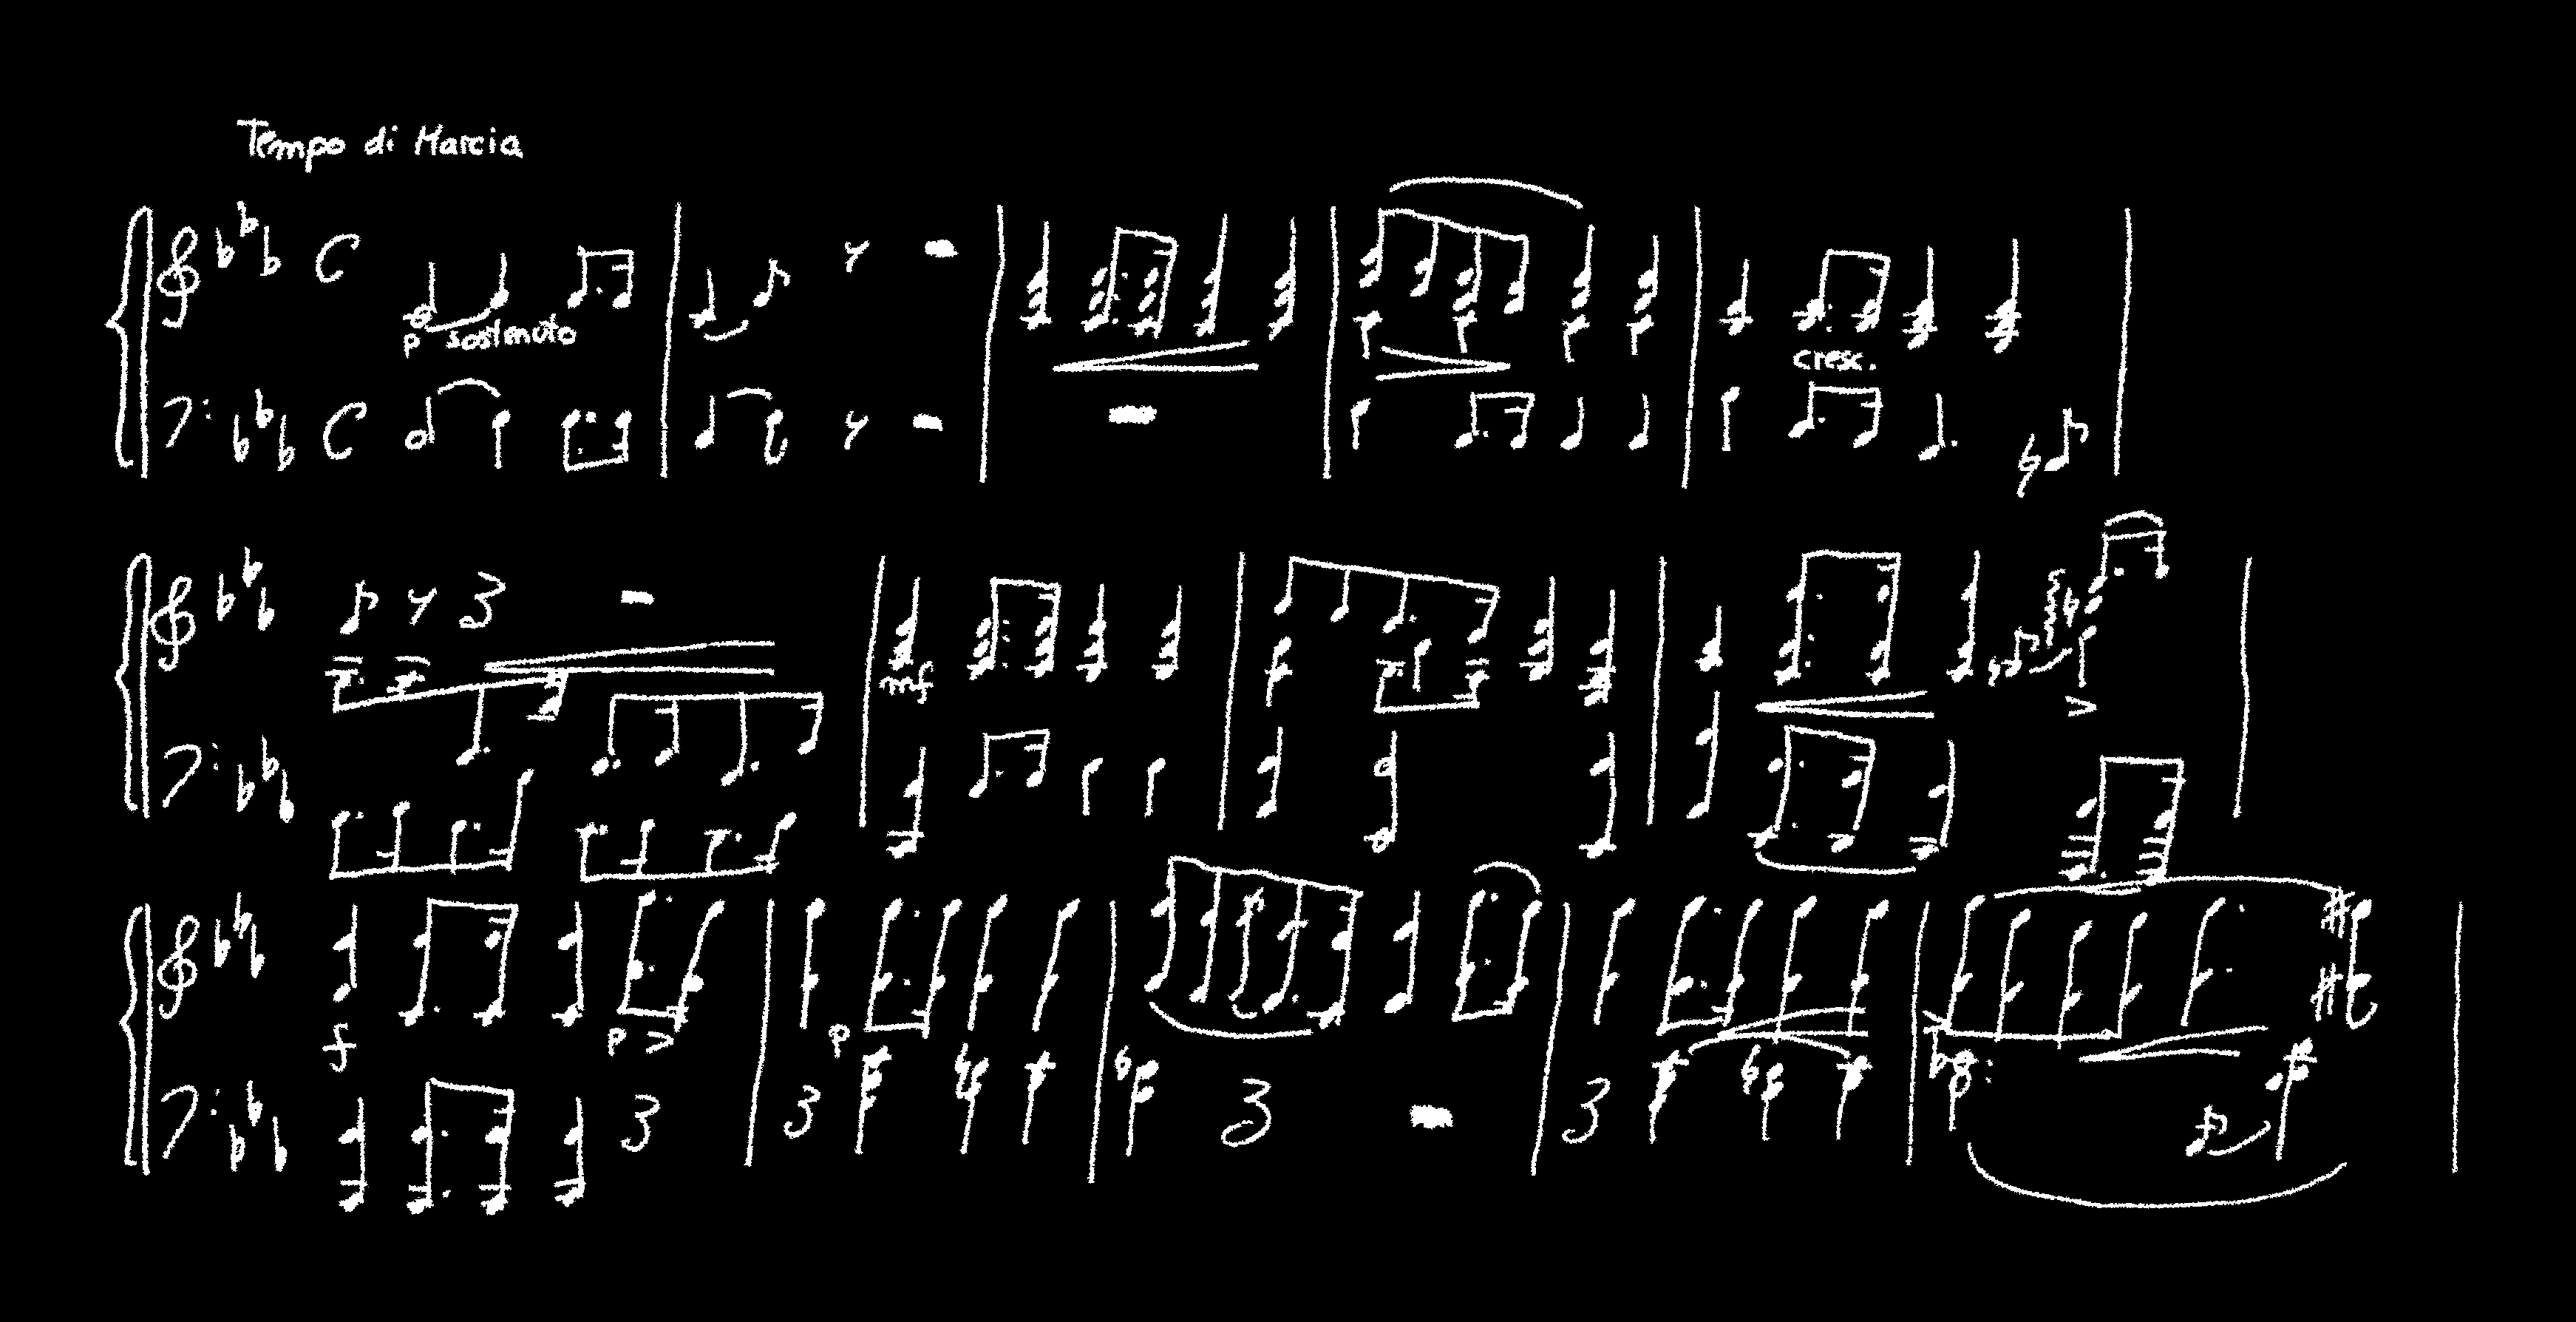 Tempo di Marcia
p sostenuto
cresc.
mf
f
p
p